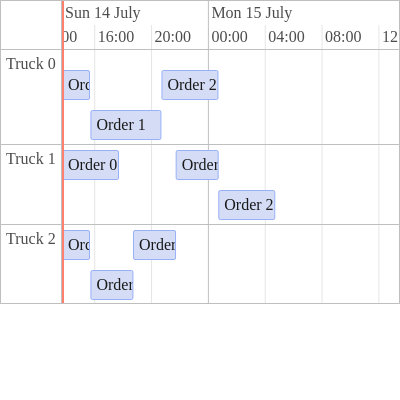 Sun 14 July Mon 15 July
00 16:00 20:00 00:00 04:00 08:00 12
Truck 0
Ord Order 2
Order 1
Truck 1
Order 0 Order
Order 2
Truck 2
Ord Order
Order